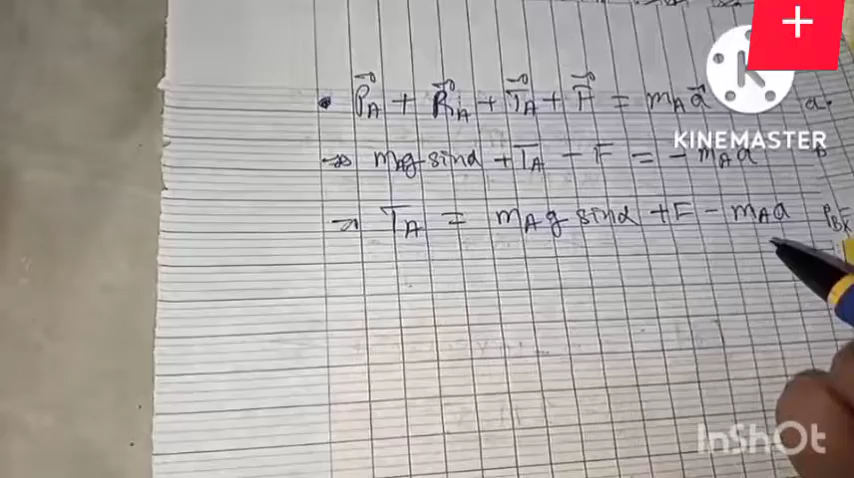 • P⃗A + R⃗A + T⃗A + F⃗ = mA a⃗ a.
⇒ mAg sinα + TA − F = − mAa
→ TA = mAg sinα + F − mAa
K
KINEMASTER
InShOt